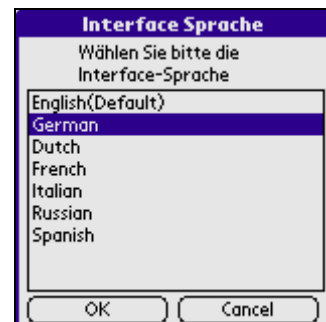 Interface Sprache
Wählen Sie bitte die
Interface-Sprache
English(Default)
German
Dutch
French
Italian
Russian
Spanish
OK
Cancel